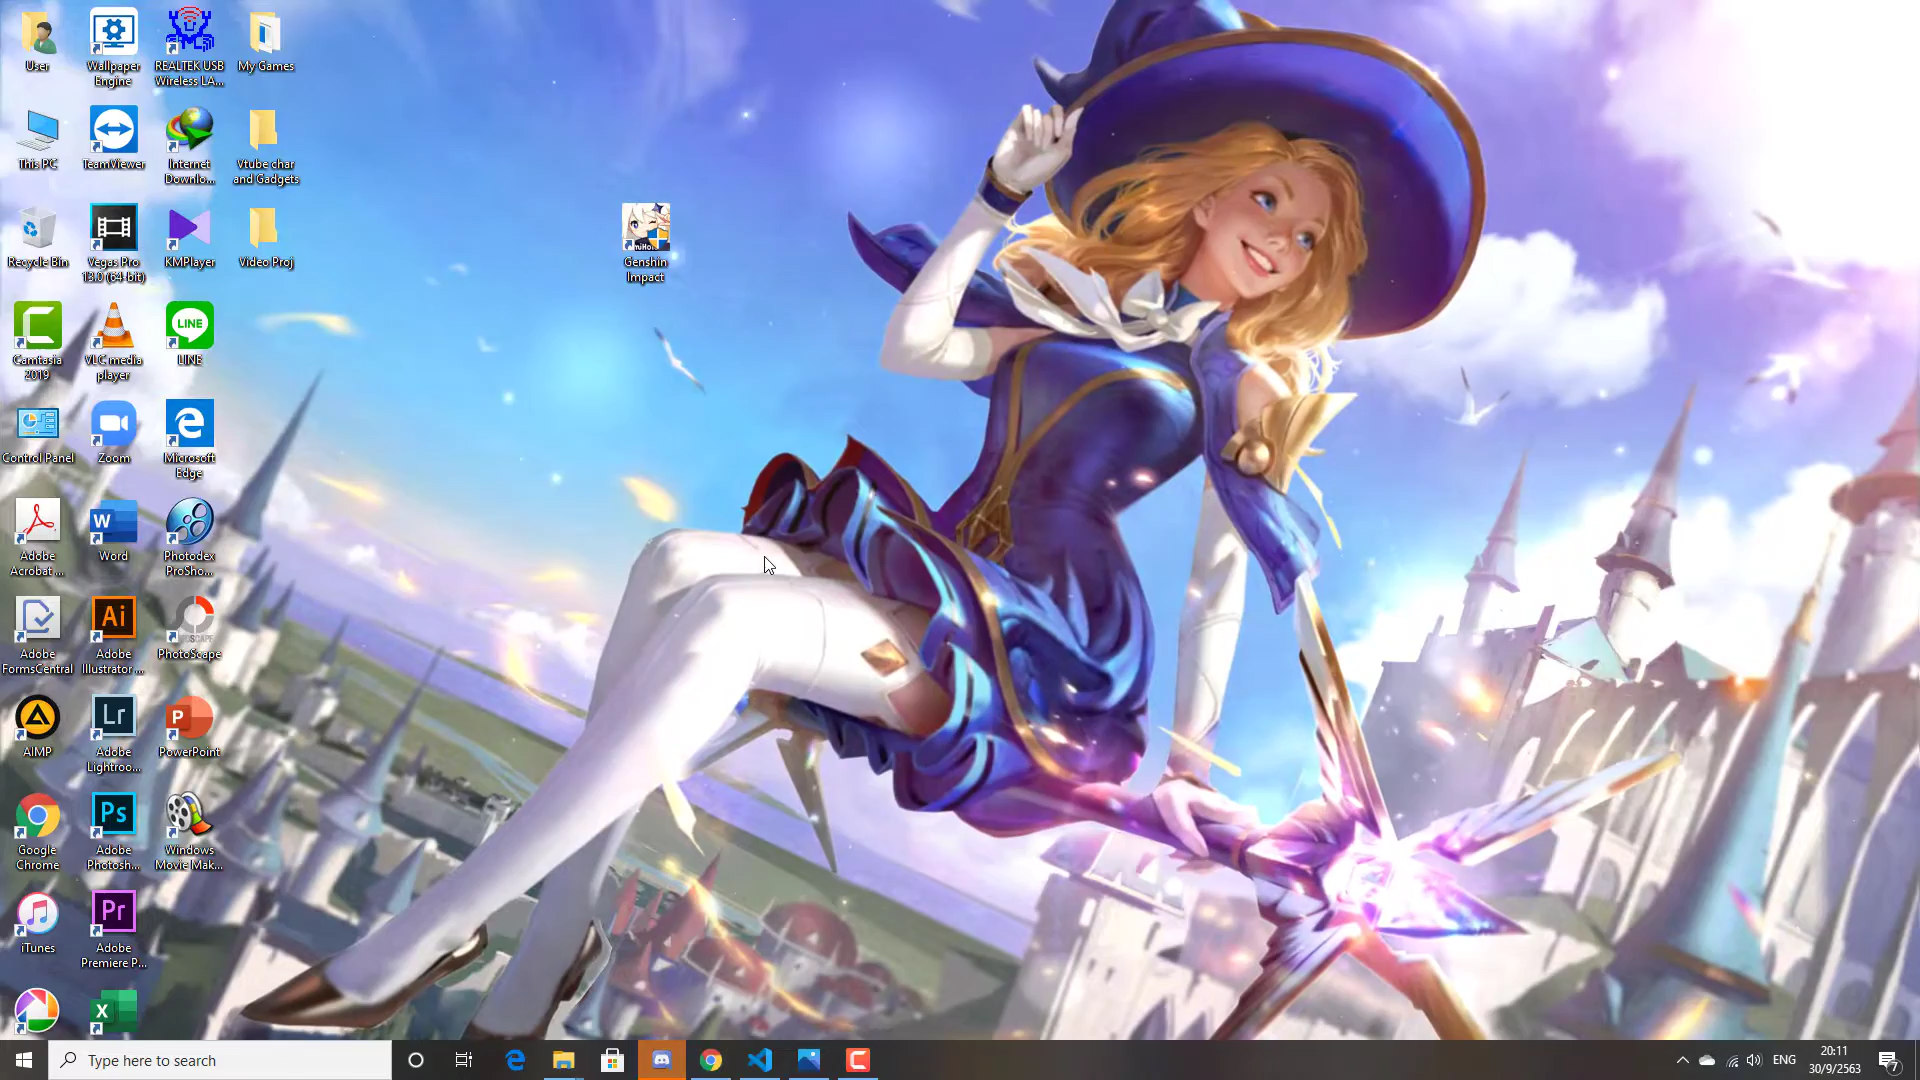 User
Wallpaper
Engine
REALTEK USB
Wireless LA...
My Games
This PC
TeamViewer
Internet
Downlo...
Vtube char
and Gadgets
Recycle Bin
Vegas Pro
13.0 (64-bit)
KMPlayer
Video Proj
Genshin
Impact
Camtasia
2019
VLC media
player
LINE
LINE
Control Panel
Zoom
Microsoft
Edge
Adobe
Acrobat ...
W
Word
Photodex
ProSho...
Adobe
FormsCentral
Ai
Adobe
Illustrator ...
PhotoScape
AIMP
Lr
Adobe
Lightroo...
P
PowerPoint
Google
Chrome
Ps
Adobe
Photosh...
Windows
Movie Mak...
iTunes
Pr
Adobe
Premiere P...
X
Type here to search
ENG
20:11
30/9/2563
7